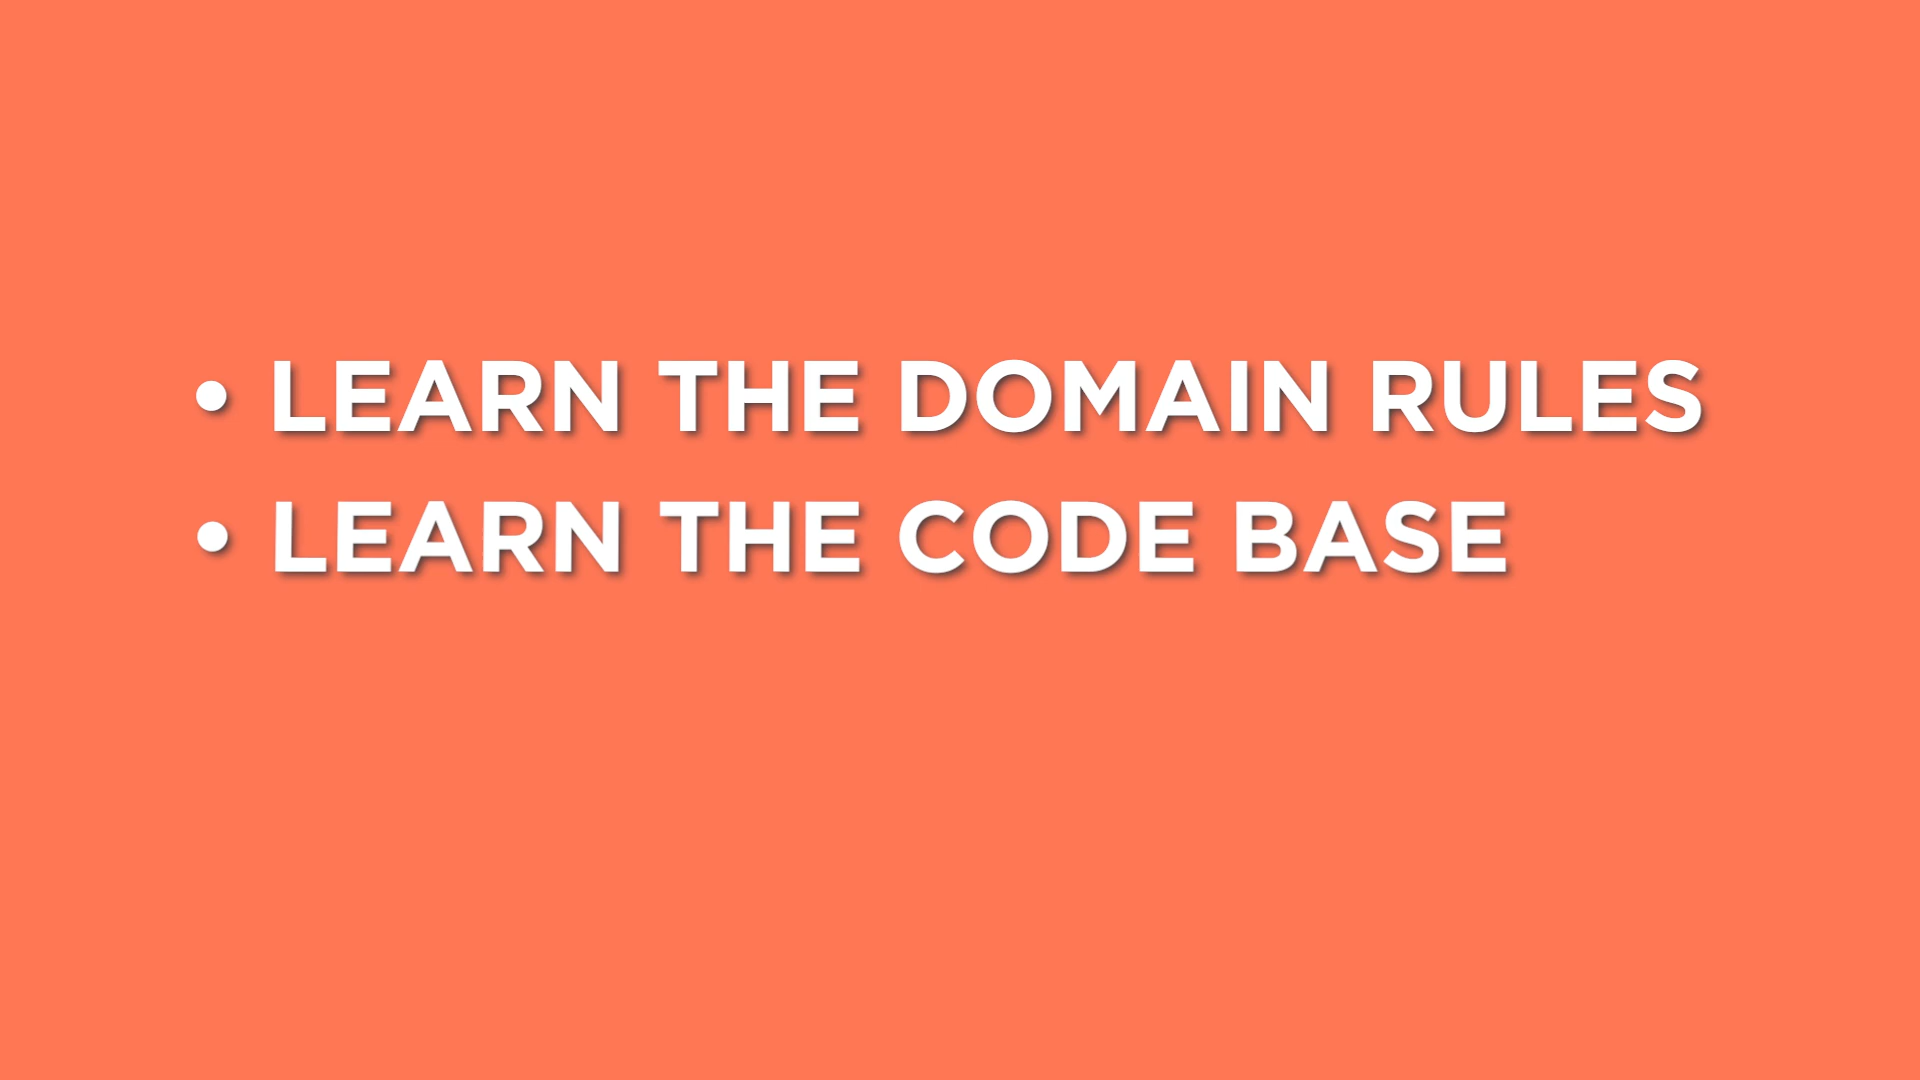 • LEARN THE DOMAIN RULES
• LEARN THE CODE BASE